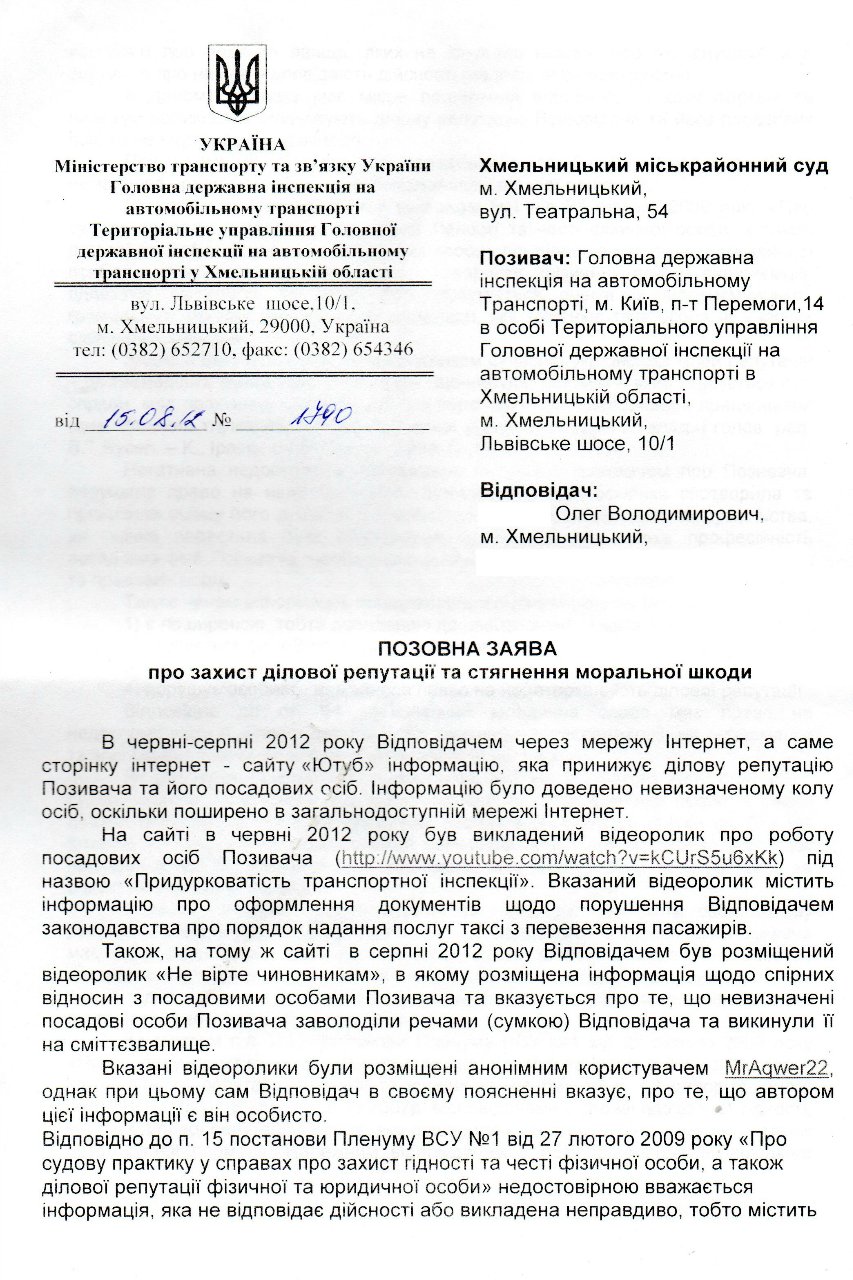 УКРАЇНА
Міністерство транспорту та зв’язку України
Головна державна інспекція на
автомобільному транспорті
Територіальне управління Головної
державної інспекції на автомобільному
транспорті у Хмельницькій області
вул. Львівське шосе,10/1,
м. Хмельницький, 29000, Україна
тел: (0382) 652710, факс: (0382) 654346
від 15.08.12 № 1790
Хмельницький міськрайонний суд
м. Хмельницький,
вул. Театральна, 54
Позивач: Головна державна
інспекція на автомобільному
Транспорті, м. Київ, п-т Перемоги,14
в особі Територіального управління
Головної державної інспекції на
автомобільному транспорті в
Хмельницькій області,
м. Хмельницький,
Львівське шосе, 10/1
Відповідач:
Олег Володимирович,
м. Хмельницький,
ПОЗОВНА ЗАЯВА
про захист ділової репутації та стягнення моральної шкоди
В червні-серпні 2012 року Відповідачем через мережу Інтернет, а саме
сторінку інтернет - сайту «Ютуб» інформацію, яка принижує ділову репутацію
Позивача та його посадових осіб. Інформацію було доведено невизначеному колу
осіб, оскільки поширено в загальнодоступній мережі Інтернет.
На сайті в червні 2012 року був викладений відеоролик про роботу
посадових осіб Позивача (http://www.youtube.com/watch?v=kCUrS5u6xKk) під
назвою «Придурковатість транспортної інспекції». Вказаний відеоролик містить
інформацію про оформлення документів щодо порушення Відповідачем
законодавства про порядок надання послуг таксі з перевезення пасажирів.
Також, на тому ж сайті в серпні 2012 року Відповідачем був розміщений
відеоролик «Не вірте чиновникам», в якому розміщена інформація щодо спірних
відносин з посадовими особами Позивача та вказується про те, що невизначені
посадові особи Позивача заволоділи речами (сумкою) Відповідача та викинули її
на сміттєзвалище.
Вказані відеоролики були розміщені анонімним користувачем MrAqwer22,
однак при цьому сам Відповідач в своєму поясненні вказує, про те, що автором
цієї інформації є він особисто.
Відповідно до п. 15 постанови Пленуму ВСУ №1 від 27 лютого 2009 року «Про
судову практику у справах про захист гідності та честі фізичної особи, а також
ділової репутації фізичної та юридичної особи» недостовірною вважається
інформація, яка не відповідає дійсності або викладена неправдиво, тобто містить